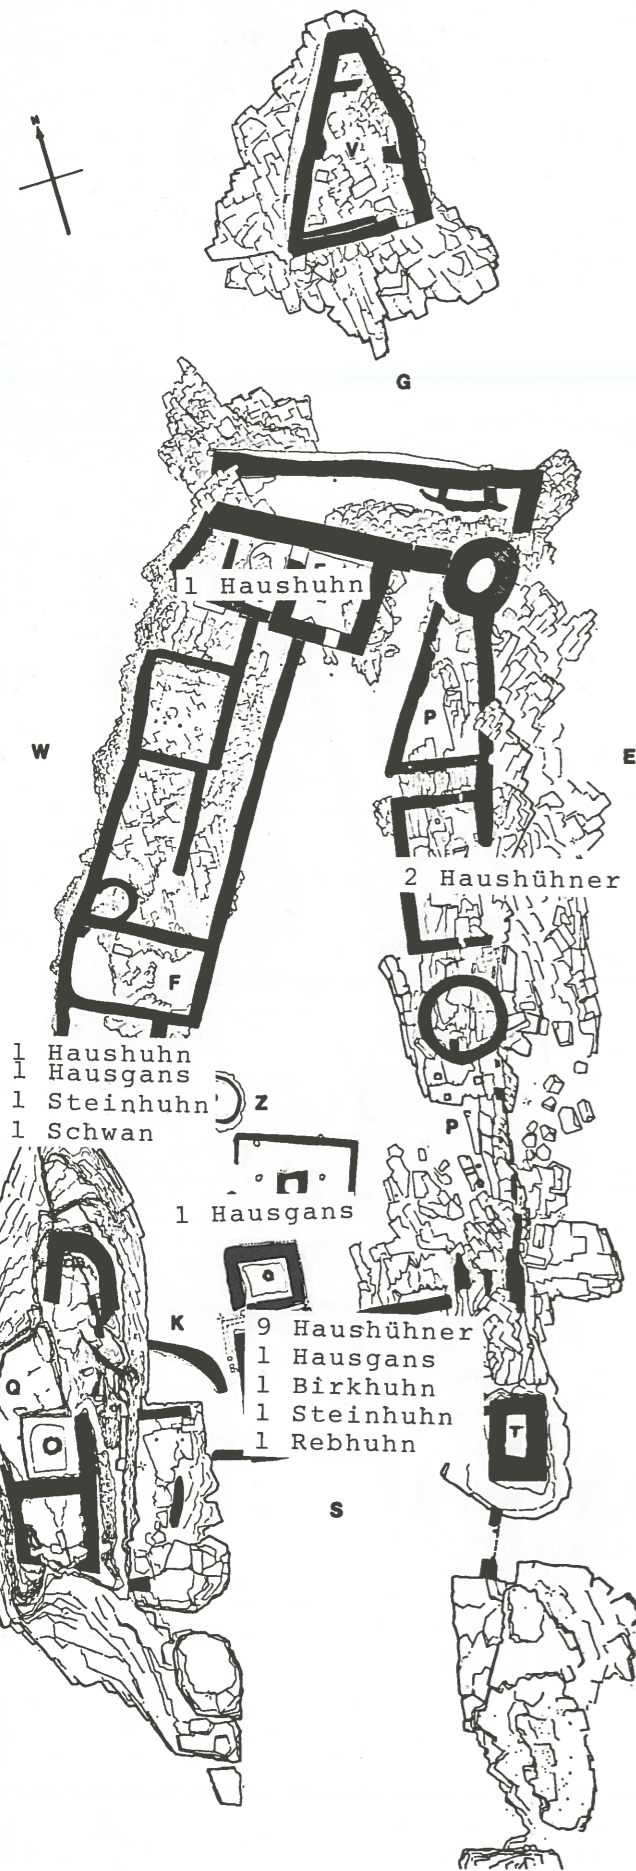 N
V
G
1 Haushuhn
P
W
E
2 Haushühner
F
1 Haushuhn
1 Hausgans
1 Steinhuhn
1 Schwan
Z
P
1 Hausgans
K
9 Haushühner
1 Hausgans
1 Birkhuhn
1 Steinhuhn
1 Rebhuhn
Q
O
T
S